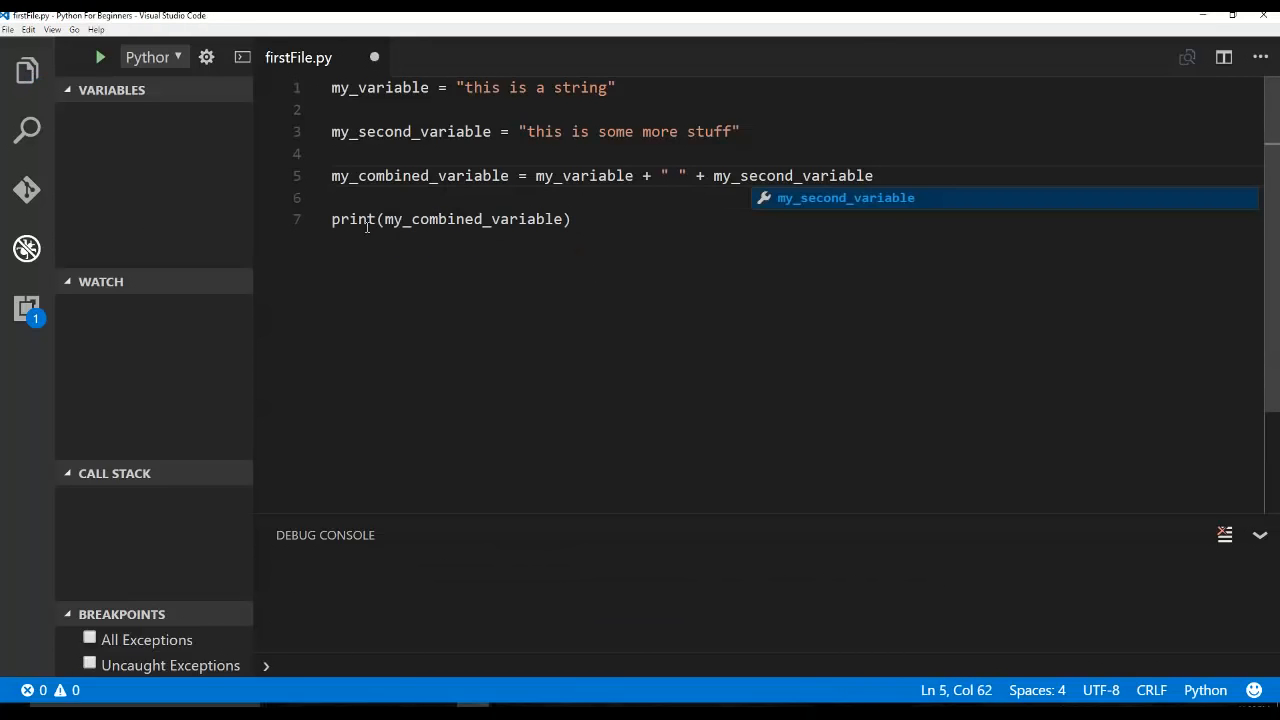 firstFile.py - Python For Beginners - Visual Studio Code
File Edit View Go Help
Python
firstFile.py
VARIABLES
WATCH
CALL STACK
BREAKPOINTS
All Exceptions
Uncaught Exceptions
1
1 my_variable = "this is a string"
2
3 my_second_variable = "this is some more stuff"
4
5 my_combined_variable = my_variable + " " + my_second_variable
my_second_variable
6
7 print(my_combined_variable)
DEBUG CONSOLE
0 0 Ln 5, Col 62 Spaces: 4 UTF-8 CRLF Python